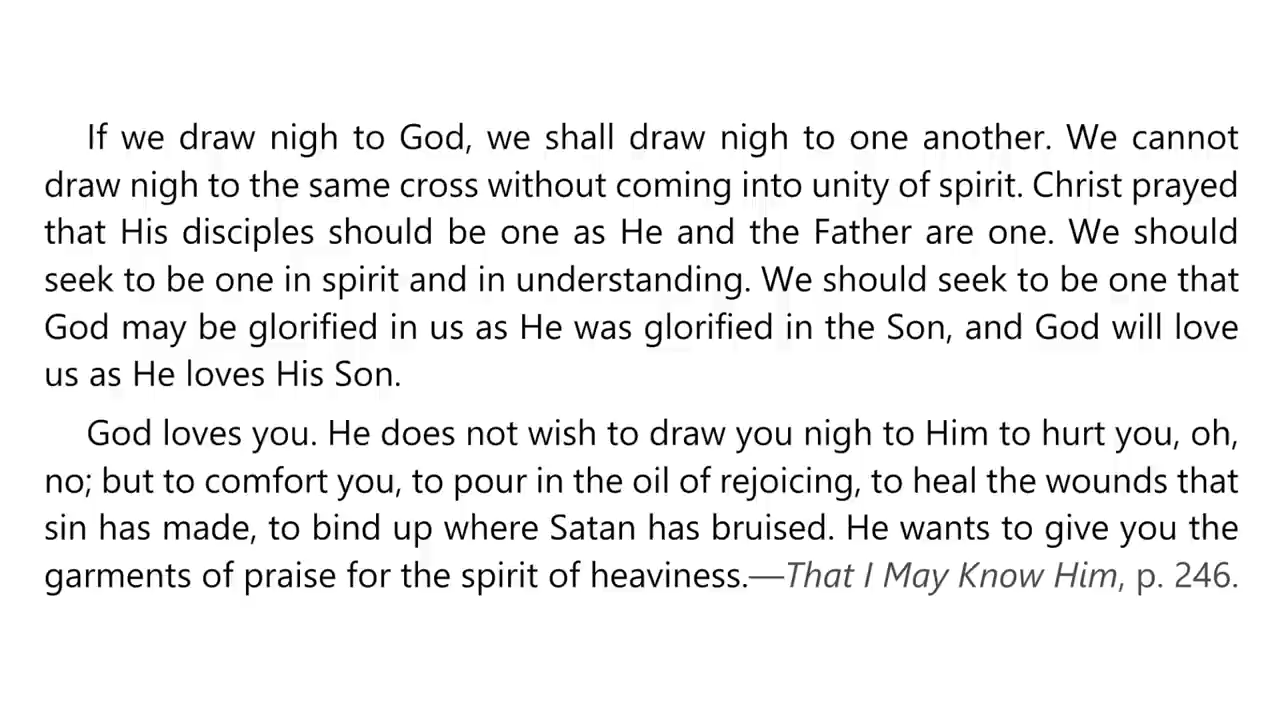 If we draw nigh to God, we shall draw nigh to one another. We cannot
draw nigh to the same cross without coming into unity of spirit. Christ prayed
that His disciples should be one as He and the Father are one. We should
seek to be one in spirit and in understanding. We should seek to be one that
God may be glorified in us as He was glorified in the Son, and God will love
us as He loves His Son.
God loves you. He does not wish to draw you nigh to Him to hurt you, oh,
no; but to comfort you, to pour in the oil of rejoicing, to heal the wounds that
sin has made, to bind up where Satan has bruised. He wants to give you the
garments of praise for the spirit of heaviness.—That I May Know Him, p. 246.